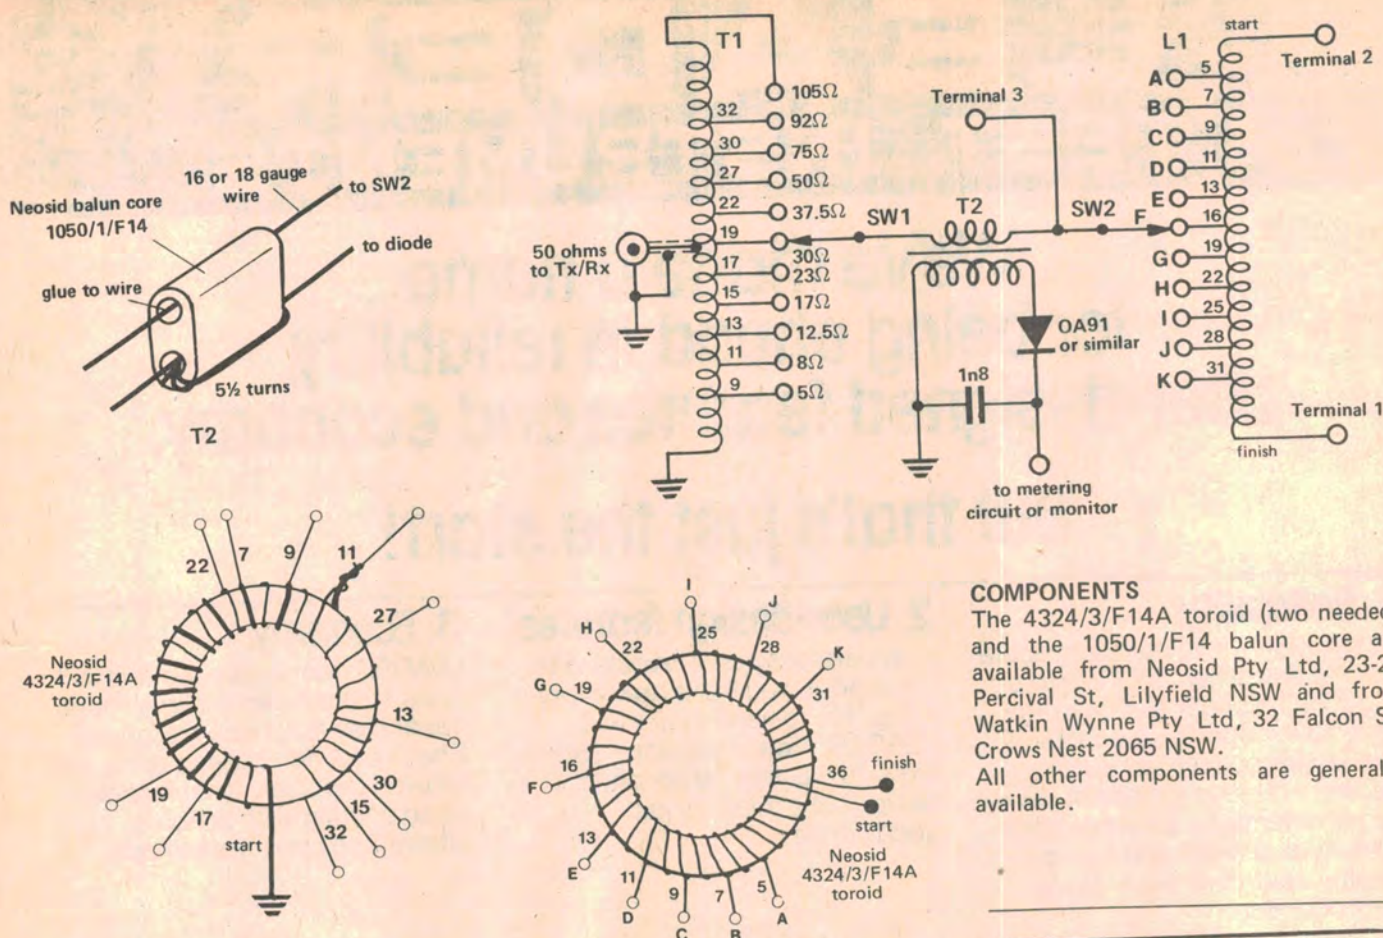 Neosid balun core
1050/1/F14
16 or 18 gauge
wire
to SW2
to diode
glue to wire
5½ turns
T2
T1
105Ω
32
92Ω
30
75Ω
27
50Ω
22
37.5Ω
19
30Ω
17
23Ω
15
17Ω
13
12.5Ω
11
8Ω
9
5Ω
50 ohms
to Tx/Rx
SW1
T2
Terminal 3
SW2
F
OA91
or similar
1n8
to metering
circuit or monitor
L1
start
Terminal 2
A 5
B 7
C 9
D 11
E 13
16
G 19
H 22
I 25
J 28
K 31
Terminal 1
finish
22
7
9
11
27
13
30
15
32
start
17
19
Neosid
4324/3/F14A
toroid
I
25
J
28
K
31
36
finish
start
H
22
G
19
F
16
E
13
D
11
C
9
B
7
A
5
Neosid
4324/3/F14A
toroid
COMPONENTS
The 4324/3/F14A toroid (two needed
and the 1050/1/F14 balun core a
available from Neosid Pty Ltd, 23-2
Percival St, Lilyfield NSW and fro
Watkin Wynne Pty Ltd, 32 Falcon S
Crows Nest 2065 NSW.
All other components are general
available.